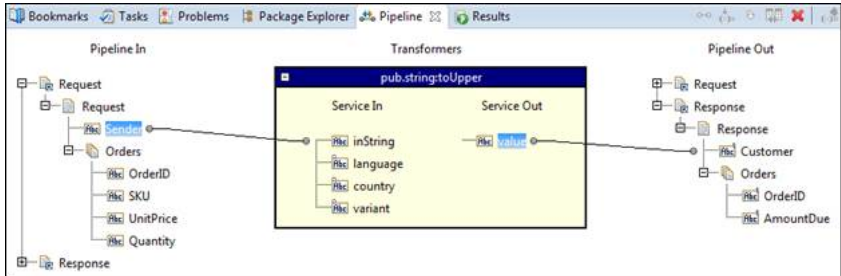 Bookmarks Tasks Problems Package Explorer Pipeline Results
Pipeline In Transformers Pipeline Out
pub.string:toUpper
Request
Request
Sender
Orders
OrderID
SKU
UnitPrice
Quantity
Response
Service In Service Out
inString value
language
country
variant
Request
Response
Response
Customer
Orders
OrderID
AmountDue